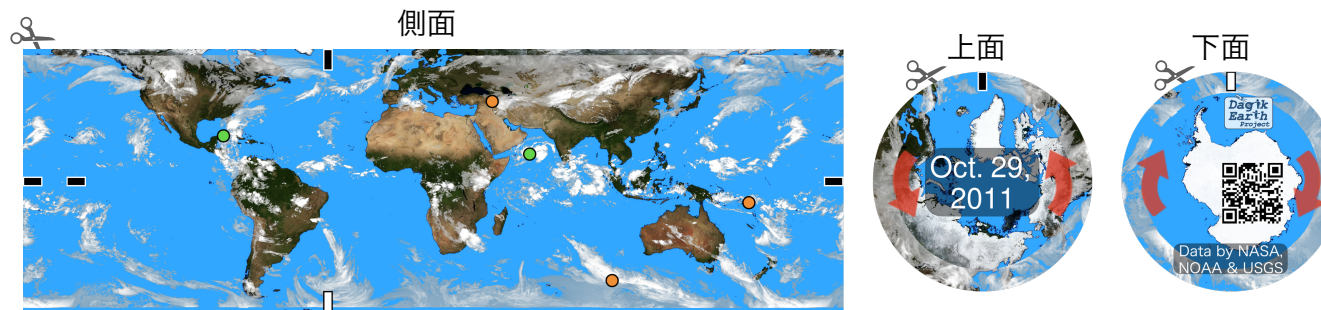 側面
上面
Oct. 29,
2011
下面
Dagik
Earth
Project
Data by NASA,
NOAA & USGS